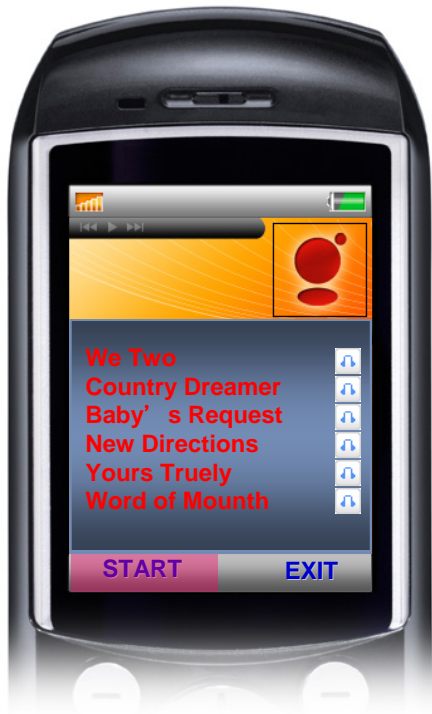 We Two
Country Dreamer
Baby’s Request
New Directions
Yours Truely
Word of Mounth
START
EXIT